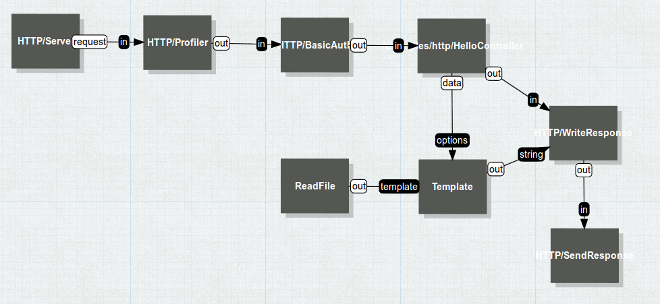 HTTP/Serve
request
in
HTTP/Profiler
out
in
HTTP/BasicAuth
out
in
es/http/HelloController
out
data
in
HTTP/WriteResponse
options
string
ReadFile
out
template
Template
out
out
in
HTTP/SendResponse